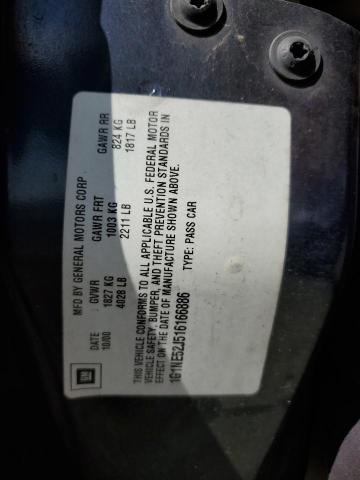 GM
MFD BY GENERAL MOTORS CORP
DATE GVWR GAWR FRT GAWR RR
10/00 1827 KG 1003 KG 824 KG
4028 LB 2211 LB 1817 LB
THIS VEHICLE CONFORMS TO ALL APPLICABLE U.S. FEDERAL MOTOR
VEHICLE SAFETY, BUMPER, AND THEFT PREVENTION STANDARDS IN
EFFECT ON THE DATE OF MANUFACTURE SHOWN ABOVE.
1G1NE52J516166886 TYPE: PASS CAR